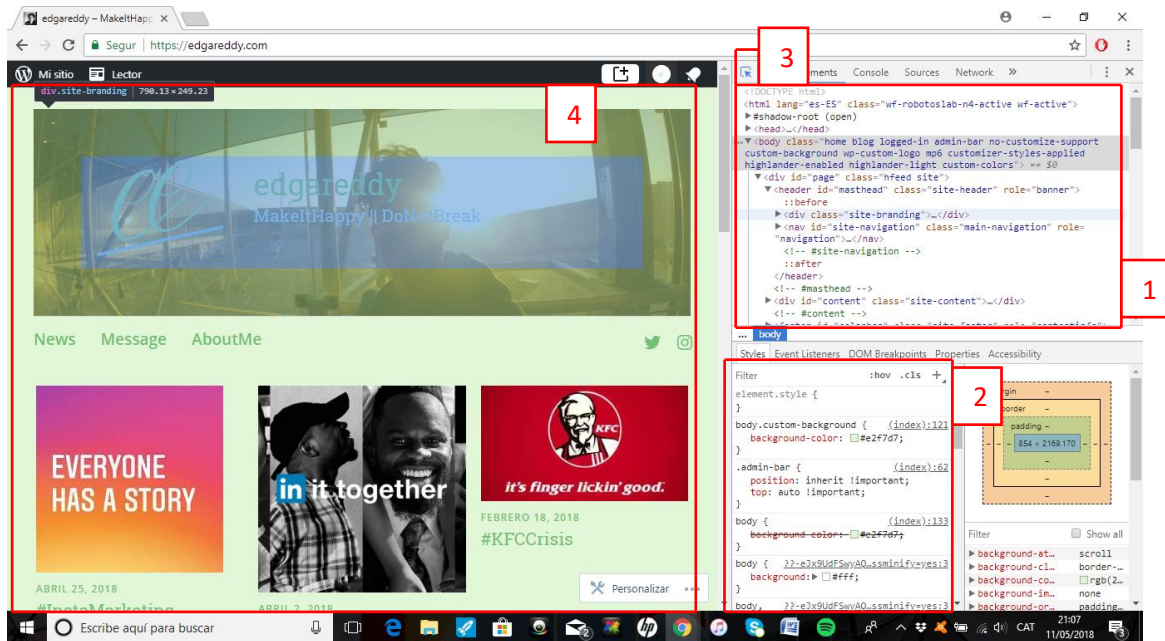 edgareddy – MakeItHapp
Segur
https://edgareddy.com
Mi sitio
Lector
div.site-branding
790.13 × 249.23
4
edgareddy
MakeItHappy || DoNotBreak
News
Message
AboutMe
EVERYONE
HAS A STORY
ABRIL 25, 2018
#InstaMarketing
in it together
ABRIL 2, 2018
KFC
it's finger lickin' good.
FEBRERO 18, 2018
#KFCCrisis
Personalizar
3
Console
Sources
Network
»
<!DOCTYPE html>
<html lang="es-ES" class="wf-robotoslab-n4-active wf-active">
#shadow-root (open)
<head>…</head>
<body class="home blog logged-in admin-bar no-customize-support
custom-background wp-custom-logo mp6 customizer-styles-applied
highlander-enabled highlander-light custom-colors"> == $0
<div id="page" class="hfeed site">
<header id="masthead" class="site-header" role="banner">
::before
<div class="site-branding">…</div>
<nav id="site-navigation" class="main-navigation" role=
"navigation">…</nav>
<!-- #site-navigation -->
::after
</header>
<!-- #masthead -->
<div id="content" class="site-content">…</div>
<!-- #content -->
1
... body
Styles
Event Listeners
DOM Breakpoints
Properties
Accessibility
Filter
:hov .cls +
2
element.style {
}
body.custom-background { (index):121
background-color: #e2f7d7;
}
.admin-bar { (index):62
position: inherit !important;
top: auto !important;
}
body { (index):133
background-color: #e2f7d7;
}
body { ??-eJx9UdFSwyAQ…ssminify=yes:3
background: #fff;
}
body, ??-eJx9UdFSwyAQ…ssminify=yes:3
border
padding
854 × 2169.170
Filter
Show all
background-at… scroll
background-cl… border-…
background-co… rgb(2…
background-im… none
background-or… padding…
Escribe aquí para buscar
CAT
21:07
11/05/2018